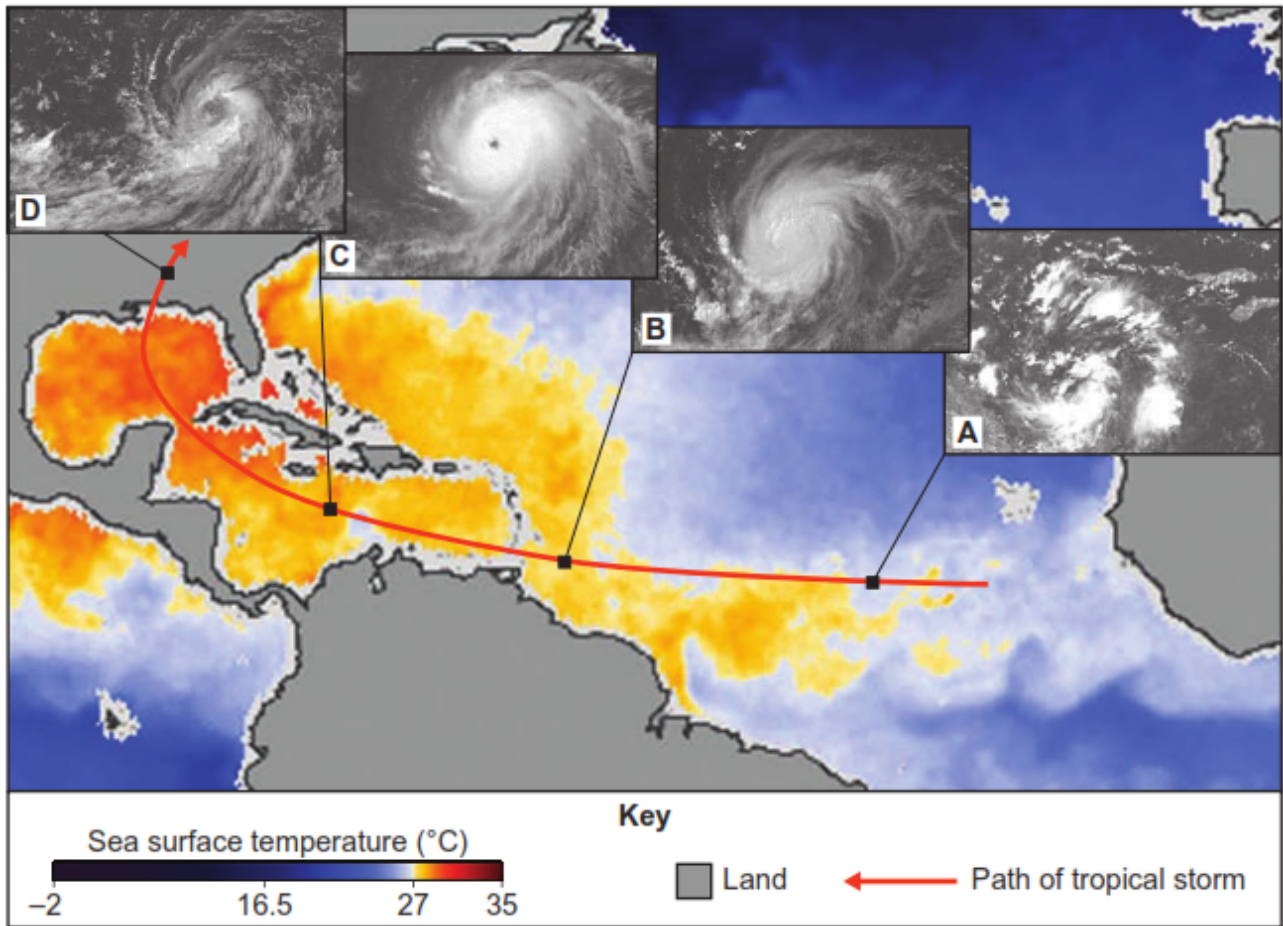 D
C
B
A
Key
Sea surface temperature (°C)
–2 16.5 27 35
Land
Path of tropical storm